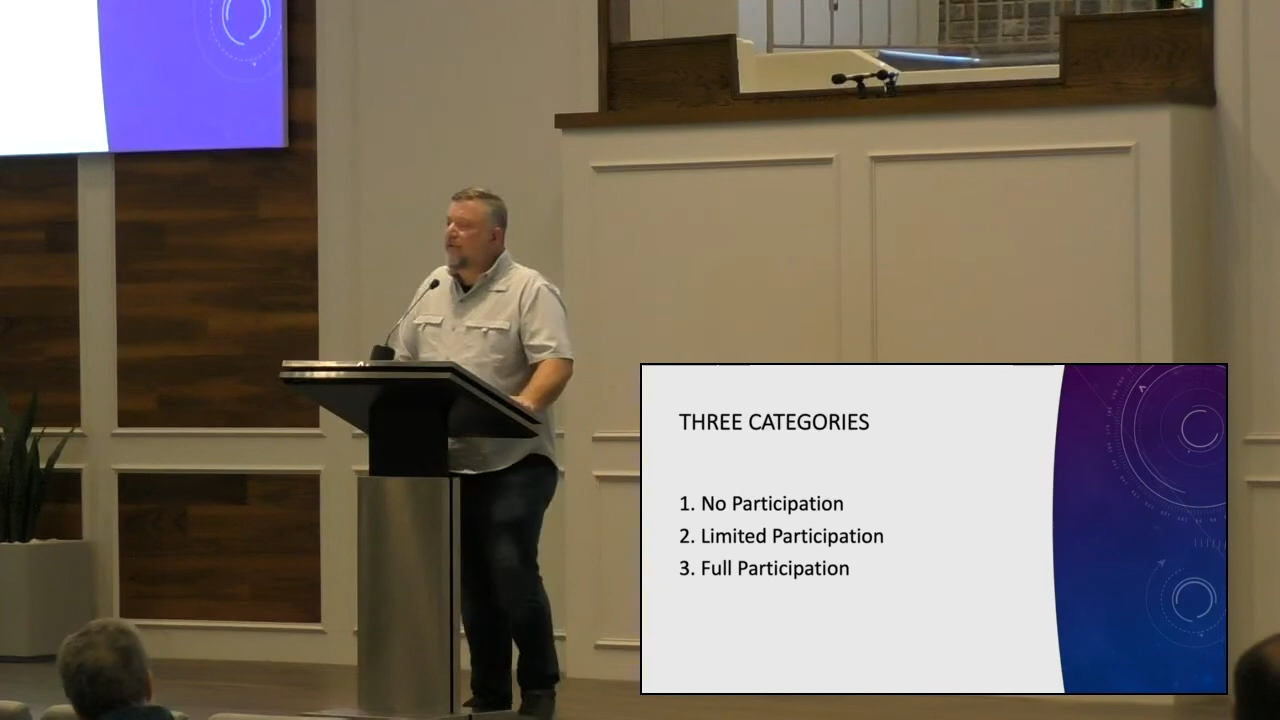 THREE CATEGORIES
1. No Participation
2. Limited Participation
3. Full Participation